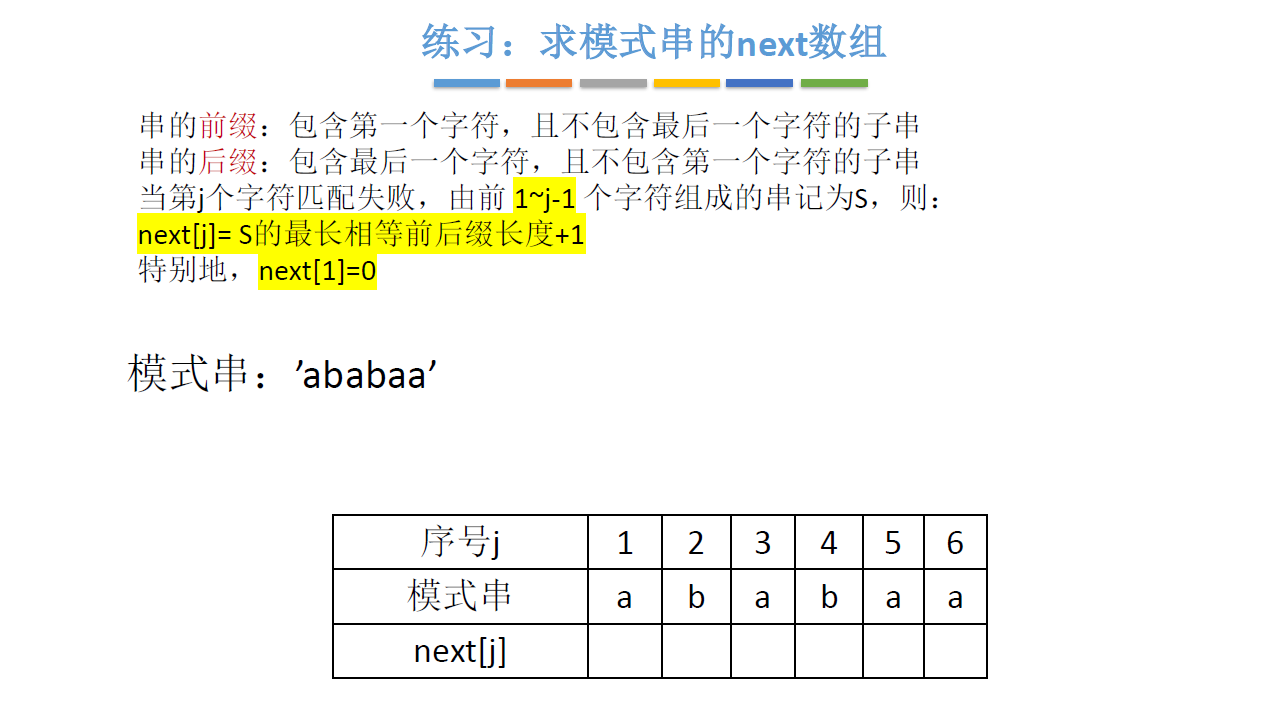 练习：求模式串的next数组
串的前缀：包含第一个字符，且不包含最后一个字符的子串
串的后缀：包含最后一个字符，且不包含第一个字符的子串
当第j个字符匹配失败，由前 1~j-1 个字符组成的串记为S，则：
next[j]= S的最长相等前后缀长度+1
特别地，next[1]=0
模式串：’ababaa’
序号j 1 2 3 4 5 6
模式串 a b a b a a
next[j]